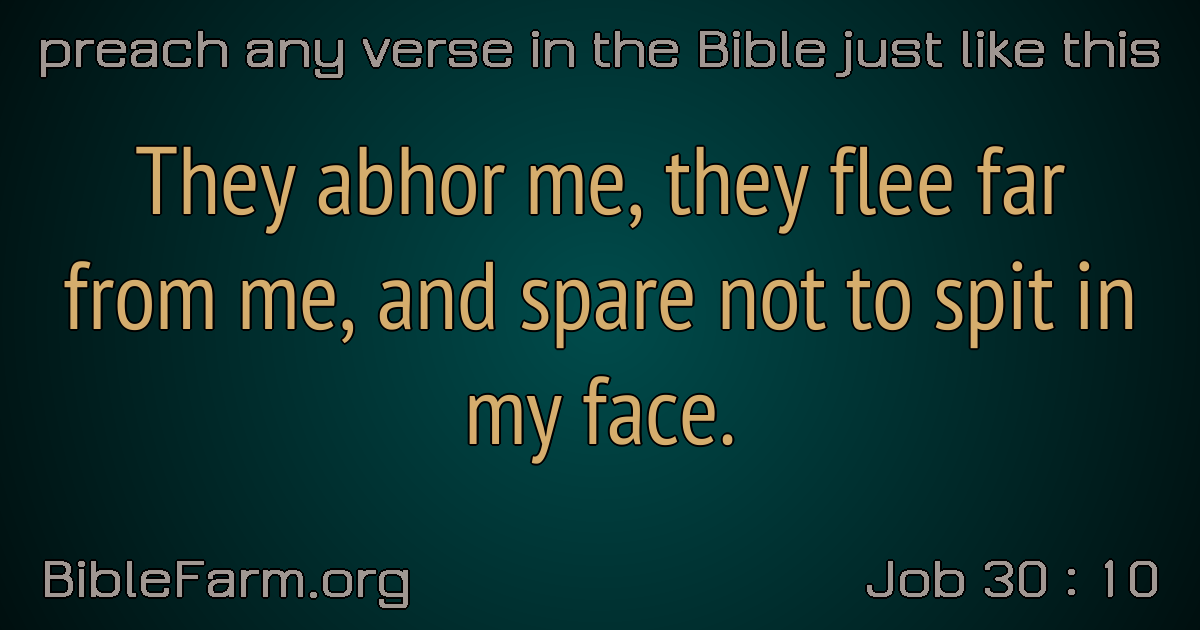 preach any verse in the Bible just like this
They abhor me, they flee far
from me, and spare not to spit in
my face.
BibleFarm.org
Job 30 : 10